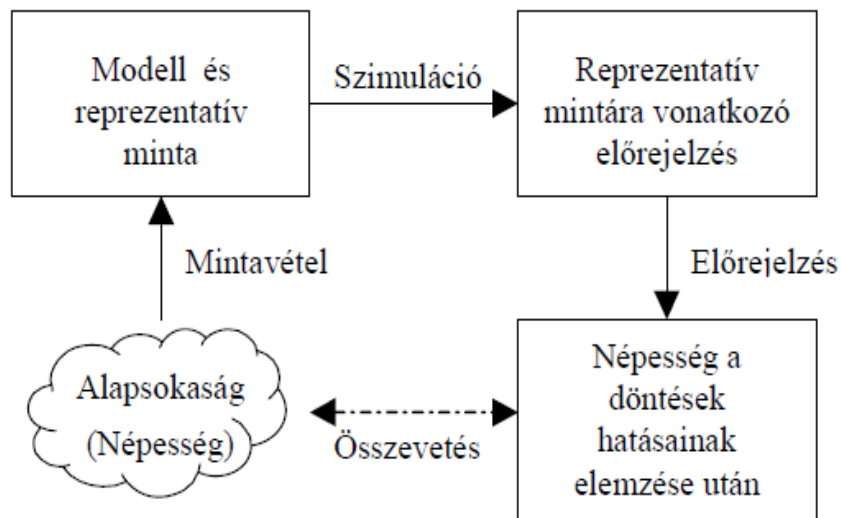 Modell és
reprezentatív
minta
Szimuláció
Reprezentatív
mintára vonatkozó
előrejelzés
Mintavétel
Előrejelzés
Alapsokaság
(Népesség)
Összevetés
Népesség a
döntések
hatásainak
elemzése után